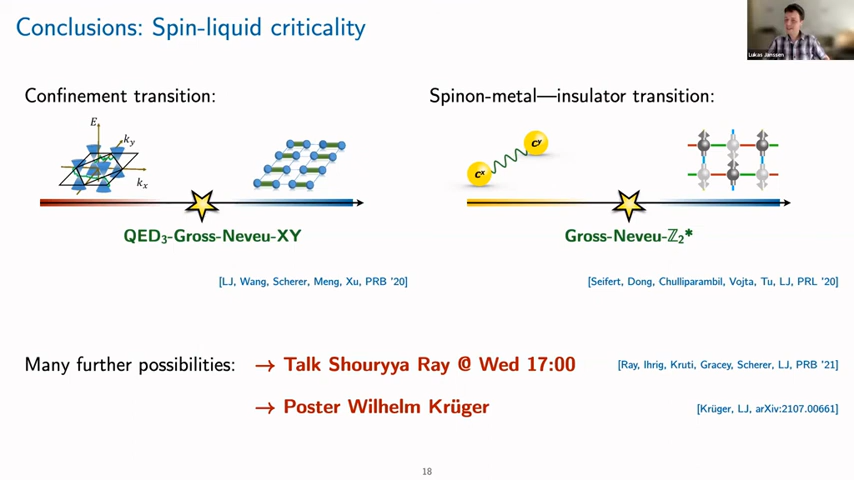 Conclusions: Spin-liquid criticality
Lukas Janssen
Confinement transition:
Spinon-metal—insulator transition:
E
k_y
k_x
c^x
c^y
QED₃-Gross-Neveu-XY
Gross-Neveu-ℤ₂*
[LJ, Wang, Scherer, Meng, Xu, PRB '20]
[Seifert, Dong, Chulliparambil, Vojta, Tu, LJ, PRL '20]
Many further possibilities: → Talk Shouryya Ray @ Wed 17:00
[Ray, Ihrig, Kruti, Gracey, Scherer, LJ, PRB '21]
→ Poster Wilhelm Krüger
[Krüger, LJ, arXiv:2107.00661]
18